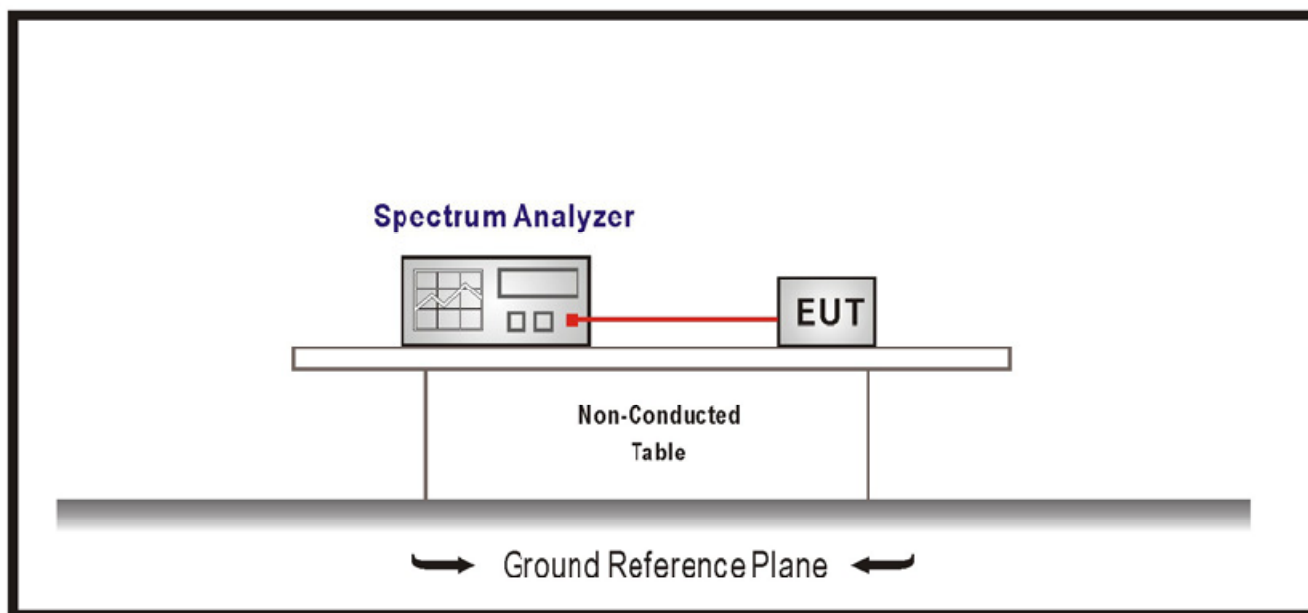 Spectrum Analyzer
EUT
Non-Conducted
Table
Ground Reference Plane